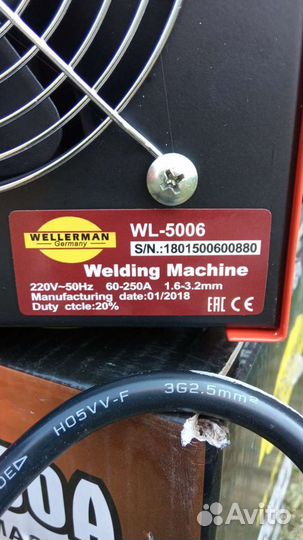 WELLERMAN
Germany
WL-5006
S/N.:1801500600880
Welding Machine
220V~50Hz 60-250A 1.6-3.2mm
Manufacturing date:01/2018
Duty ctcle:20%
EAC CE
H05VV-F 3G2.5mm²
Avito